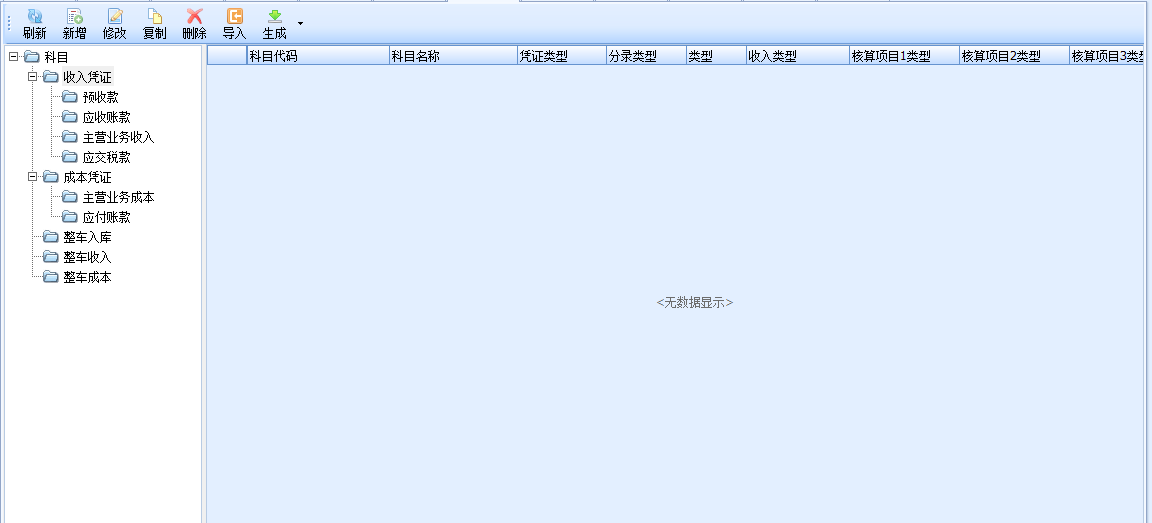 刷新 新增 修改 复制 删除 导入 生成
科目
收入凭证
预收款
应收账款
主营业务收入
应交税款
成本凭证
主营业务成本
应付账款
整车入库
整车收入
整车成本
科目代码 科目名称 凭证类型 分录类型 类型 收入类型 核算项目1类型 核算项目2类型 核算项目3类
<无数据显示>